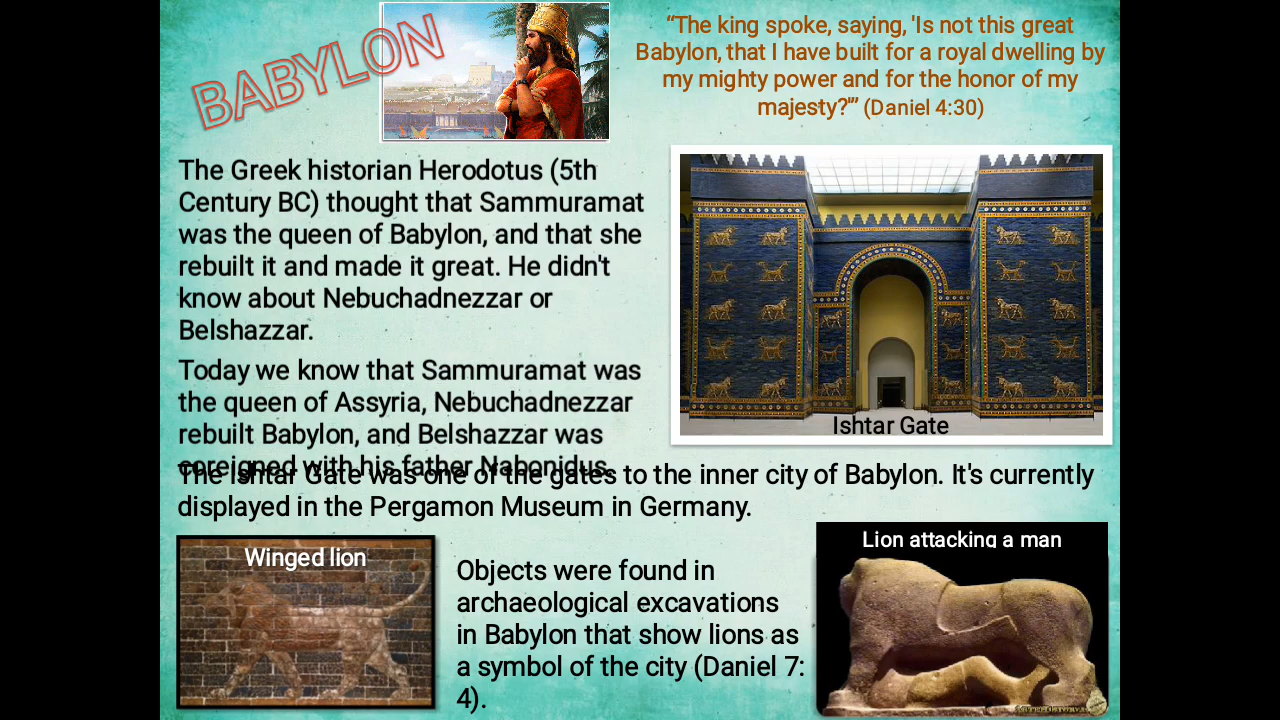 BABYLON
“The king spoke, saying, 'Is not this great
Babylon, that I have built for a royal dwelling by
my mighty power and for the honor of my
majesty?'” (Daniel 4:30)
The Greek historian Herodotus (5th
Century BC) thought that Sammuramat
was the queen of Babylon, and that she
rebuilt it and made it great. He didn't
know about Nebuchadnezzar or
Belshazzar.
Today we know that Sammuramat was
the queen of Assyria, Nebuchadnezzar
rebuilt Babylon, and Belshazzar was
coreigned with his father Nabonidus.
Ishtar Gate
The Ishtar Gate was one of the gates to the inner city of Babylon. It's currently
displayed in the Pergamon Museum in Germany.
Winged lion
Objects were found in
archaeological excavations
in Babylon that show lions as
a symbol of the city (Daniel 7:
4).
Lion attacking a man